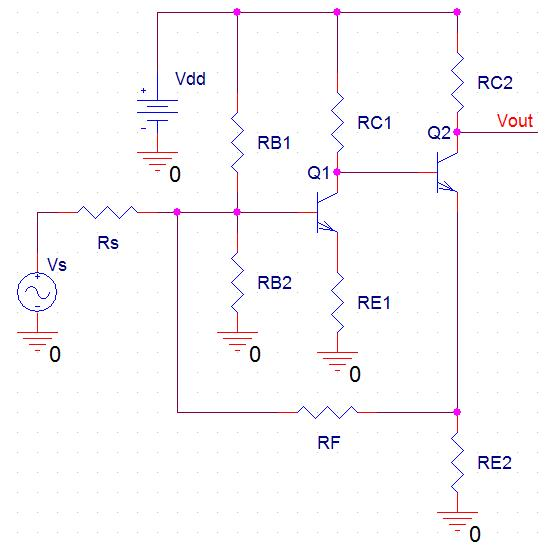 Vdd
+
-
0
RB1
RC1
RC2
Vout
Q2
Q1
Rs
Vs
+
-
0
RB2
0
RE1
0
RF
RE2
0